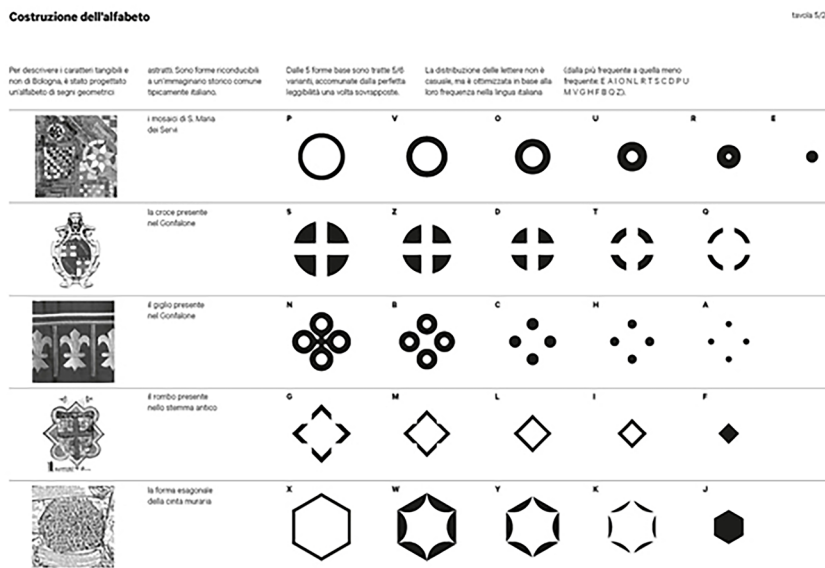 Costruzione dell'alfabeto
tavola 5/2
Per descrivere i caratteri tangibili e
non di Bologna, è stato progettato
un'alfabeto di segni geometrici
astratti. Sono forme riconducibili
a un'immaginario storico comune
tipicamente italiano.
Dalle 5 forme base sono tratte 5/6
varianti, accomunate dalla perfetta
leggibilità una volta sovrapposte.
La distribuzione delle lettere non è
casuale, ma è ottimizzata in base alla
loro frequenza nella lingua italiana
(dalla più frequente a quella meno
frequente: E A I O N L R T S C D P U
M V G H F B Q Z).
i mosaici di S. Maria
dei Servi
P V O U R E
la croce presente
nel Gonfalone
S Z D T Q
il giglio presente
nel Gonfalone
N B C H A
il rombo presente
nello stemma antico
G M L I F
la forma esagonale
della cinta muraria
X W Y K J